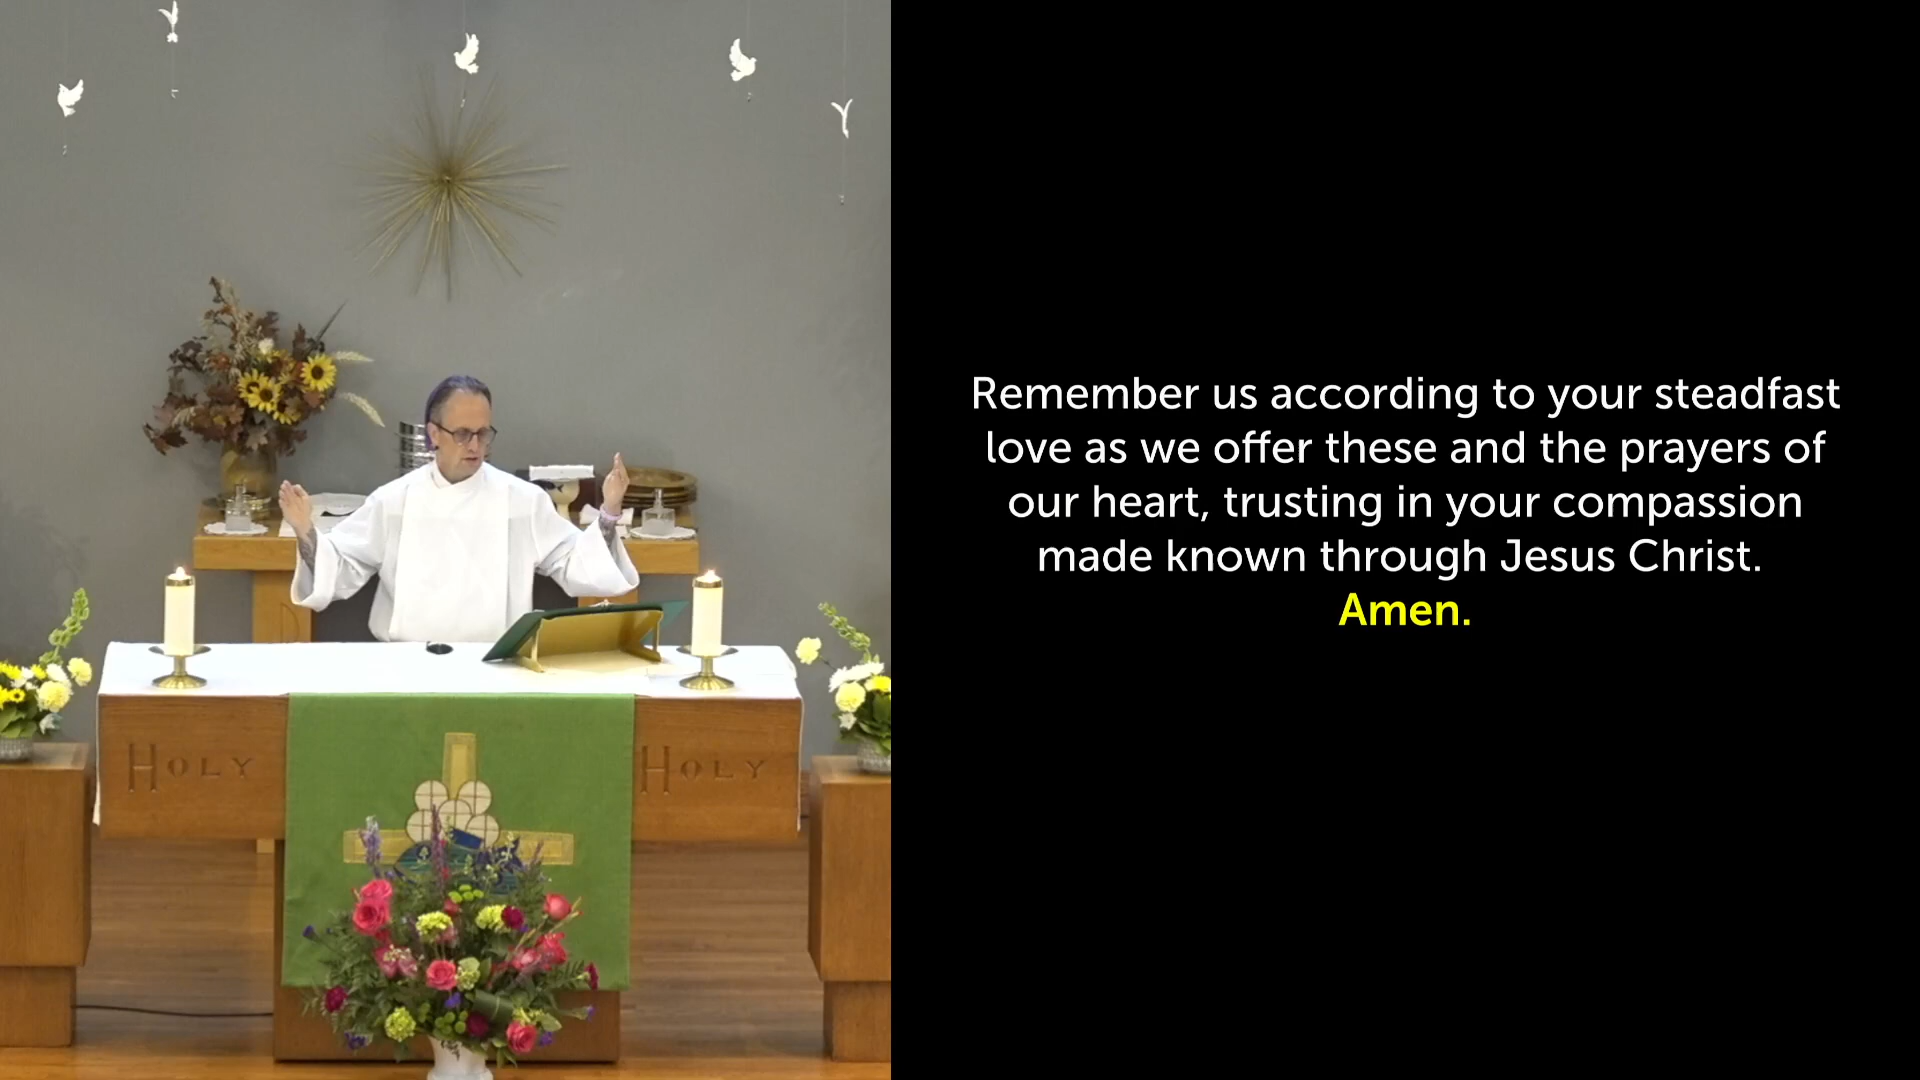 HOLY HOLY
Remember us according to your steadfast
love as we offer these and the prayers of
our heart, trusting in your compassion
made known through Jesus Christ.
Amen.